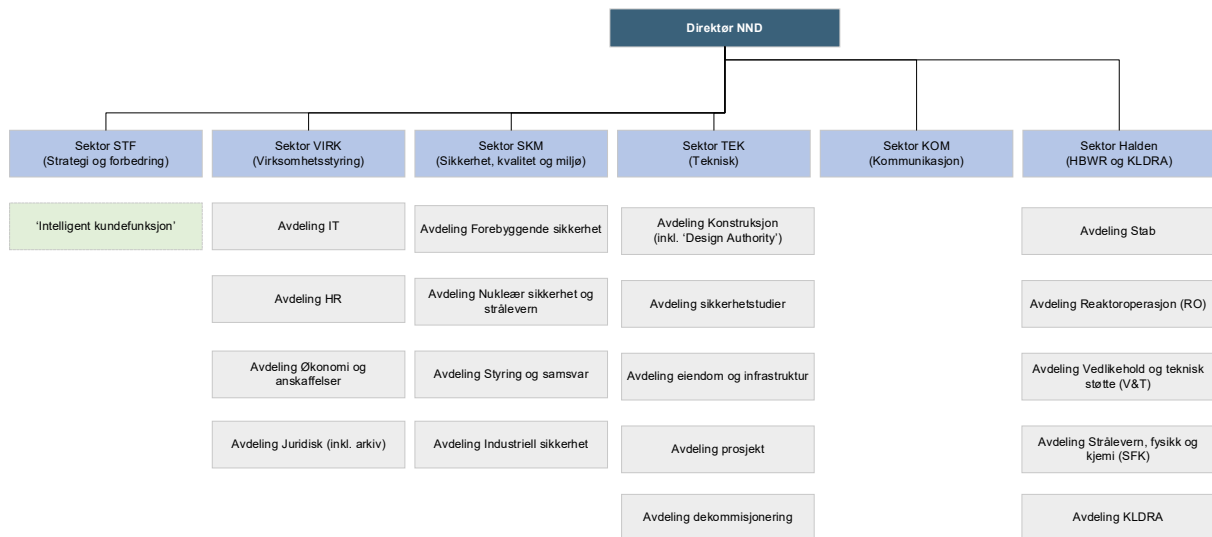 Direktør NND
Sektor STF
(Strategi og forbedring)
Sektor VIRK
(Virksomhetsstyring)
Sektor SKM
(Sikkerhet, kvalitet og miljø)
Sektor TEK
(Teknisk)
Sektor KOM
(Kommunikasjon)
Sektor Halden
(HBWR og KLDRA)
‘Intelligent kundefunksjon’
Avdeling IT
Avdeling HR
Avdeling Økonomi og
anskaffelser
Avdeling Juridisk (inkl. arkiv)
Avdeling Forebyggende sikkerhet
Avdeling Nukleær sikkerhet og
strålevern
Avdeling Styring og samsvar
Avdeling Industriell sikkerhet
Avdeling Konstruksjon
(inkl. ‘Design Authority’)
Avdeling sikkerhetstudier
Avdeling eiendom og infrastruktur
Avdeling prosjekt
Avdeling dekommisjonering
Avdeling Stab
Avdeling Reaktoroperasjon (RO)
Avdeling Vedlikehold og teknisk
støtte (V&T)
Avdeling Strålevern, fysikk og
kjemi (SFK)
Avdeling KLDRA